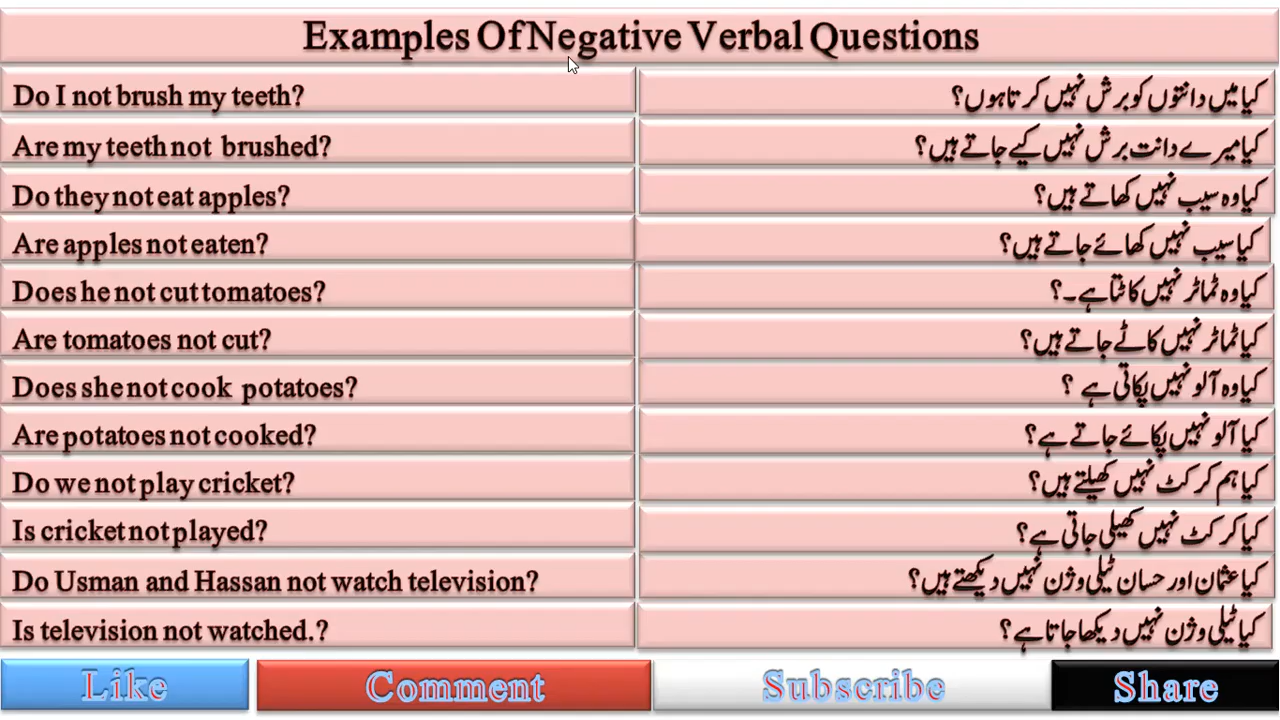 Examples Of Negative Verbal Questions
Do I not brush my teeth?
کیا میں دانتوں کو برش نہیں کرتا ہوں؟
Are my teeth not brushed?
کیا میرے دانت برش نہیں کیے جاتے ہیں؟
Do they not eat apples?
کیا وہ سیب نہیں کھاتے ہیں؟
Are apples not eaten?
کیا سیب نہیں کھائے جاتے ہیں؟
Does he not cut tomatoes?
کیا وہ ٹماٹر نہیں کاٹتا ہے۔؟
Are tomatoes not cut?
کیا ٹماٹر نہیں کاٹے جاتے ہیں؟
Does she not cook potatoes?
کیا وہ آلو نہیں پکاتی ہے ؟
Are potatoes not cooked?
کیا آلو نہیں پکائے جاتے ہے؟
Do we not play cricket?
کیا ہم کرکٹ نہیں کھیلتے ہیں؟
Is cricket not played?
کیا کرکٹ نہیں کھیلی جاتی ہے؟
Do Usman and Hassan not watch television?
کیا عثمان اور حسان ٹیلی وژن نہیں دیکھتے ہیں؟
Is television not watched.?
کیا ٹیلی وژن نہیں دیکھا جاتا ہے؟
Like Comment Subscribe Share